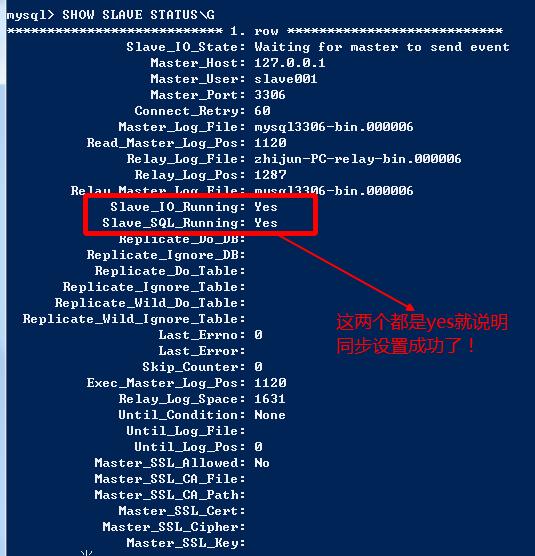 mysql> SHOW SLAVE STATUS\G
*************************** 1. row ***************************
Slave_IO_State: Waiting for master to send event
Master_Host: 127.0.0.1
Master_User: slave001
Master_Port: 3306
Connect_Retry: 60
Master_Log_File: mysql3306-bin.000006
Read_Master_Log_Pos: 1120
Relay_Log_File: zhijun-PC-relay-bin.000006
Relay_Log_Pos: 1287
Relay_Master_Log_File: mysql3306-bin.000006
Slave_IO_Running: Yes
Slave_SQL_Running: Yes
Replicate_Do_DB:
Replicate_Ignore_DB:
Replicate_Do_Table:
Replicate_Ignore_Table:
Replicate_Wild_Do_Table:
Replicate_Wild_Ignore_Table:
Last_Errno: 0
Last_Error:
Skip_Counter: 0
Exec_Master_Log_Pos: 1120
Relay_Log_Space: 1631
Until_Condition: None
Until_Log_File:
Until_Log_Pos: 0
Master_SSL_Allowed: No
Master_SSL_CA_File:
Master_SSL_CA_Path:
Master_SSL_Cert:
Master_SSL_Cipher:
Master_SSL_Key:
这两个都是yes就说明
同步设置成功了！